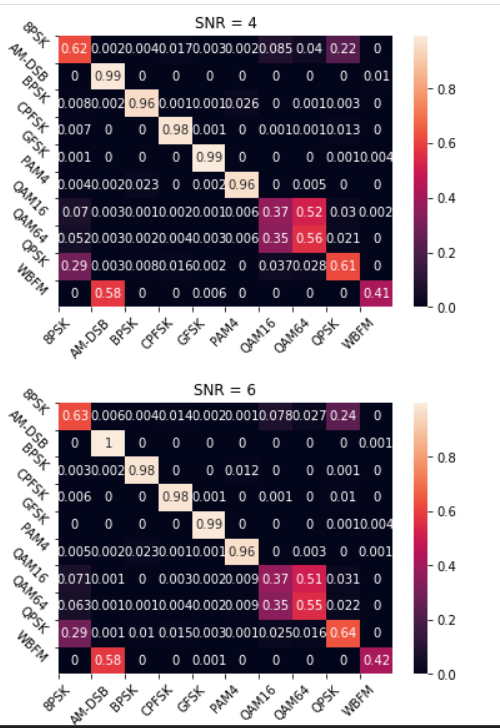 SNR = 4
8PSK 0.62 0.002 0.004 0.017 0.003 0.002 0.085 0.04 0.22 0
AM-DSB 0 0.99 0 0 0 0 0 0 0 0.01
BPSK 0.008 0.002 0.96 0.001 0.001 0.026 0 0.001 0.003 0
CPFSK 0.007 0 0 0.98 0.001 0 0.001 0.001 0.013 0
GFSK 0.001 0 0 0 0.99 0 0 0 0.001 0.004
PAM4 0.004 0.002 0.023 0 0.002 0.96 0 0.005 0 0
QAM16 0.07 0.003 0.001 0.002 0.001 0.006 0.37 0.52 0.03 0.002
QAM64 0.052 0.003 0.002 0.004 0.003 0.006 0.35 0.56 0.021 0
QPSK 0.29 0.003 0.008 0.016 0.002 0 0.037 0.028 0.61 0
WBFM 0 0.58 0 0 0.006 0 0 0 0 0.41
8PSK AM-DSB BPSK CPFSK GFSK PAM4 QAM16 QAM64 QPSK WBFM
0.8
0.6
0.4
0.2
0.0
SNR = 6
8PSK 0.63 0.006 0.004 0.014 0.002 0.001 0.078 0.027 0.24 0
AM-DSB 0 1 0 0 0 0 0 0 0 0.001
BPSK 0.003 0.002 0.98 0 0 0.012 0 0 0.001 0
CPFSK 0.006 0 0 0.98 0.001 0 0.001 0 0.01 0
GFSK 0 0 0 0 0.99 0 0 0 0.001 0.004
PAM4 0.005 0.002 0.023 0.001 0.001 0.96 0 0.003 0 0.001
QAM16 0.071 0.001 0 0.003 0.002 0.009 0.37 0.51 0.031 0
QAM64 0.063 0.001 0.001 0.004 0.002 0.009 0.35 0.55 0.022 0
QPSK 0.29 0.001 0.01 0.015 0.003 0.001 0.025 0.016 0.64 0
WBFM 0 0.58 0 0 0.001 0 0 0 0 0.42
8PSK AM-DSB BPSK CPFSK GFSK PAM4 QAM16 QAM64 QPSK WBFM
0.8
0.6
0.4
0.2
0.0